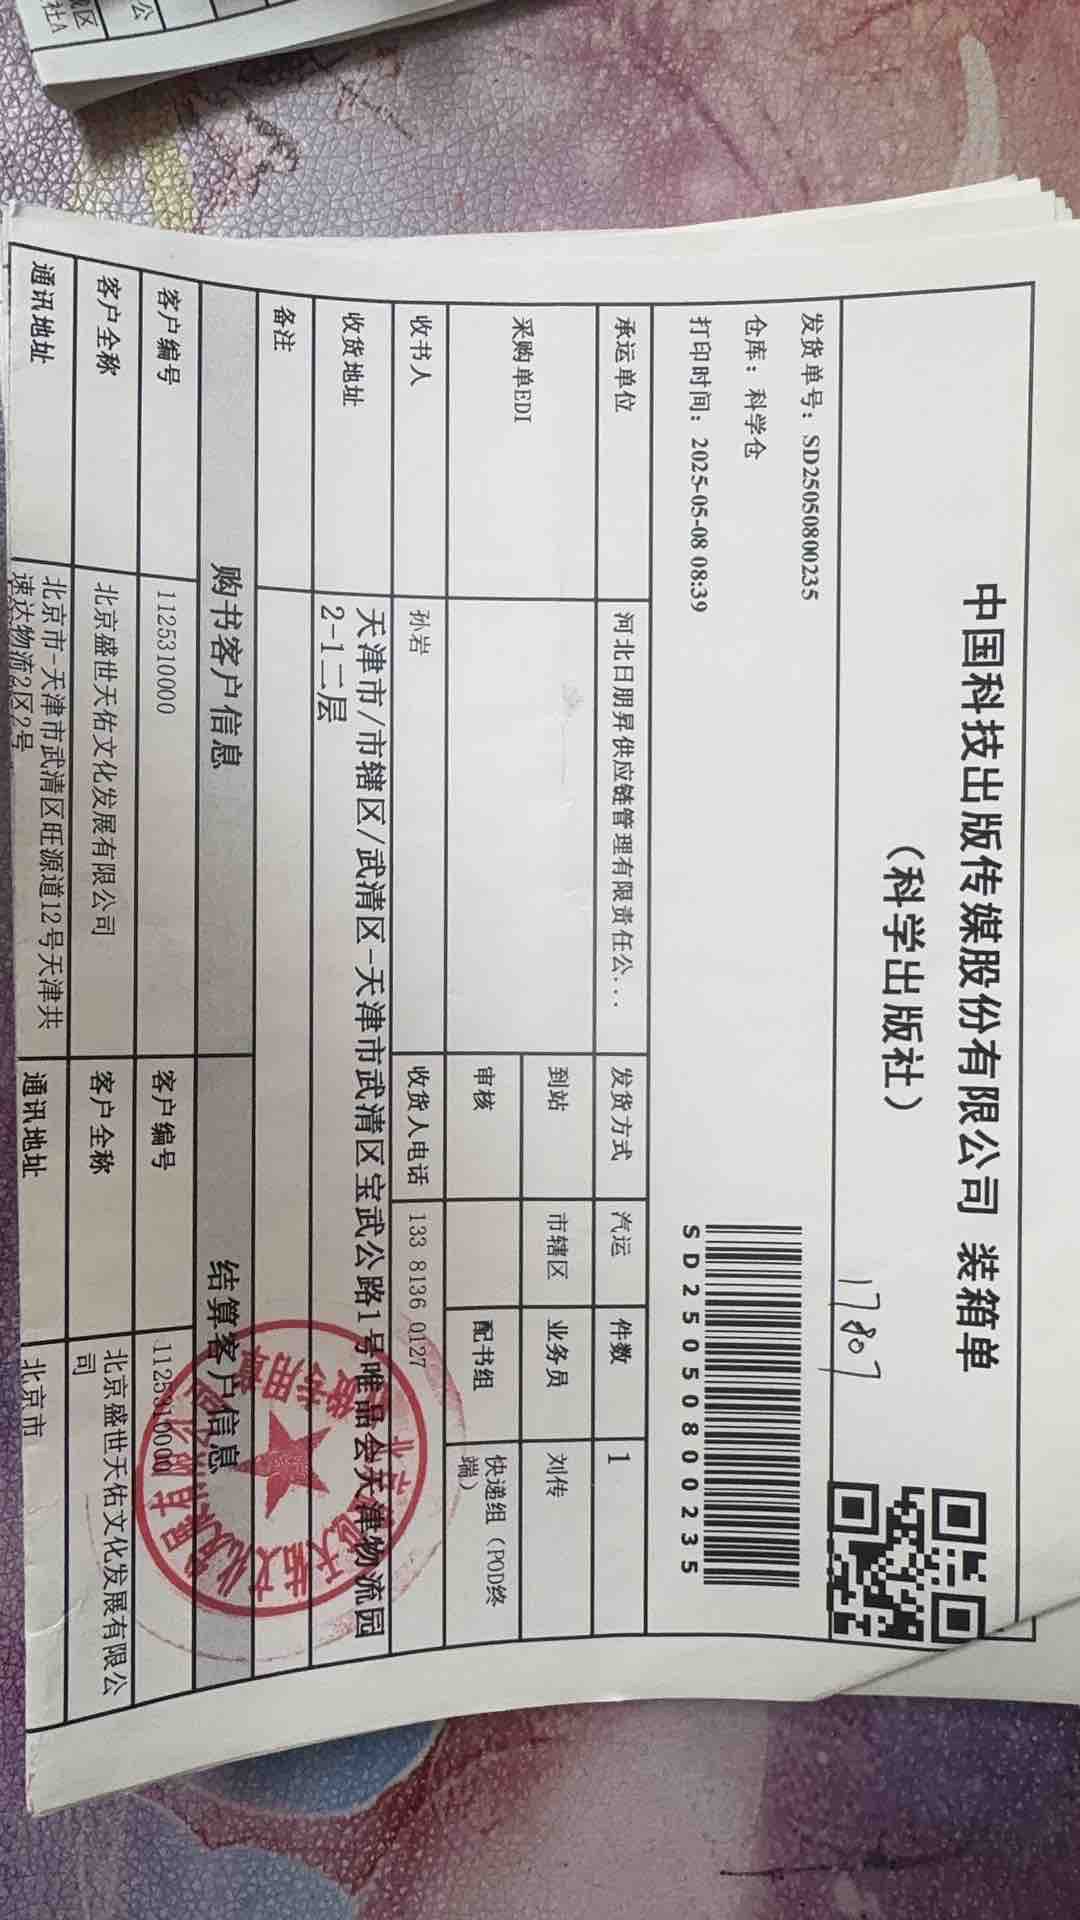 中国科技出版传媒股份有限公司 装箱单
（科学出版社）
17807
发货单号：SD25050800235
仓库：科学仓
打印时间：2025-05-08 08:39
SD25050800235
承运单位 河北日朋昇供应链管理有限责任公... 发货方式 汽运 件数 1
采购单EDI 到站 市辖区 业务员 刘传
审核 配书组 快递组（POD终
端）
收书人 孙岩 收货人电话 133 8136 0127
收货地址 天津市/市辖区/武清区-天津市武清区宝武公路1号唯品会天津物流园
2-1二层
备注
购书客户信息 结算客户信息
客户编号 1125310000 客户编号 1125310000
客户全称 北京盛世天佑文化发展有限公司 客户全称 北京盛世天佑文化发展有限公
司
通讯地址 北京市-天津市武清区旺源道12号天津共
速达物流2区2号
通讯地址 北京市